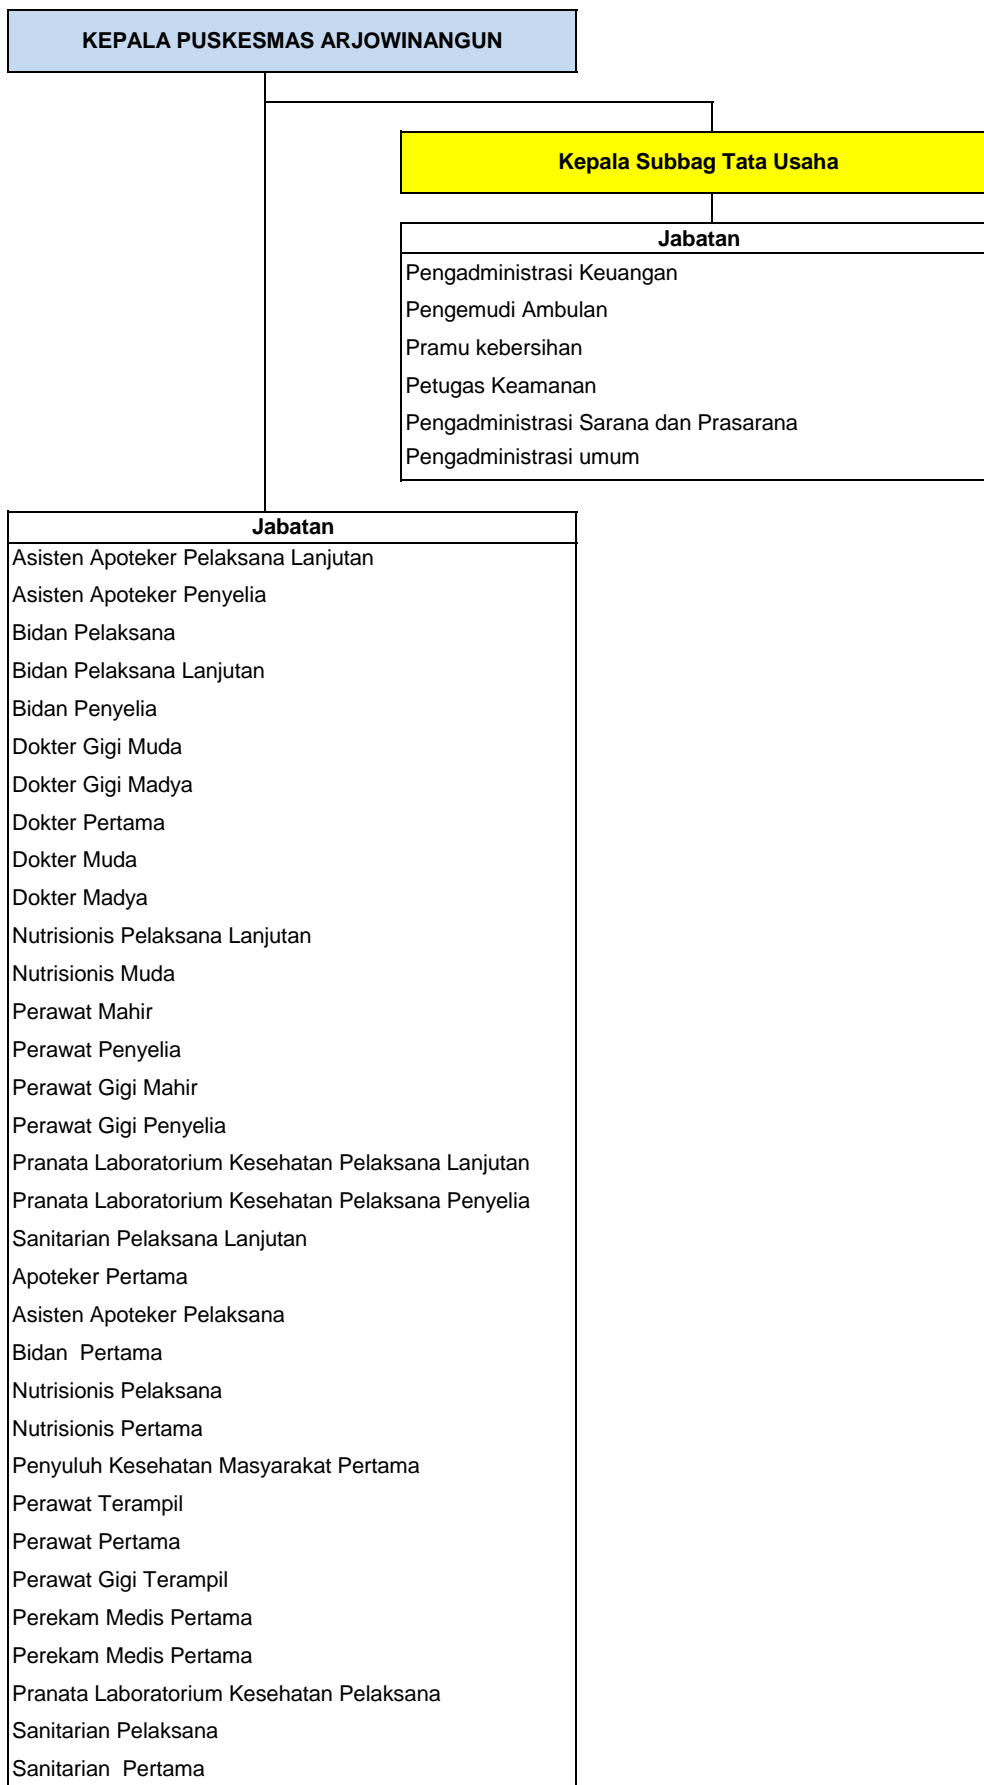 KEPALA PUSKESMAS ARJOWINANGUN
Kepala Subbag Tata Usaha
Jabatan
Pengadministrasi Keuangan
Pengemudi Ambulan
Pramu kebersihan
Petugas Keamanan
Pengadministrasi Sarana dan Prasarana
Pengadministrasi umum
Jabatan
Asisten Apoteker Pelaksana Lanjutan
Asisten Apoteker Penyelia
Bidan Pelaksana
Bidan Pelaksana Lanjutan
Bidan Penyelia
Dokter Gigi Muda
Dokter Gigi Madya
Dokter Pertama
Dokter Muda
Dokter Madya
Nutrisionis Pelaksana Lanjutan
Nutrisionis Muda
Perawat Mahir
Perawat Penyelia
Perawat Gigi Mahir
Perawat Gigi Penyelia
Pranata Laboratorium Kesehatan Pelaksana Lanjutan
Pranata Laboratorium Kesehatan Pelaksana Penyelia
Sanitarian Pelaksana Lanjutan
Apoteker Pertama
Asisten Apoteker Pelaksana
Bidan  Pertama
Nutrisionis Pelaksana
Nutrisionis Pertama
Penyuluh Kesehatan Masyarakat Pertama
Perawat Terampil
Perawat Pertama
Perawat Gigi Terampil
Perekam Medis Pertama
Perekam Medis Pertama
Pranata Laboratorium Kesehatan Pelaksana
Sanitarian Pelaksana
Sanitarian  Pertama